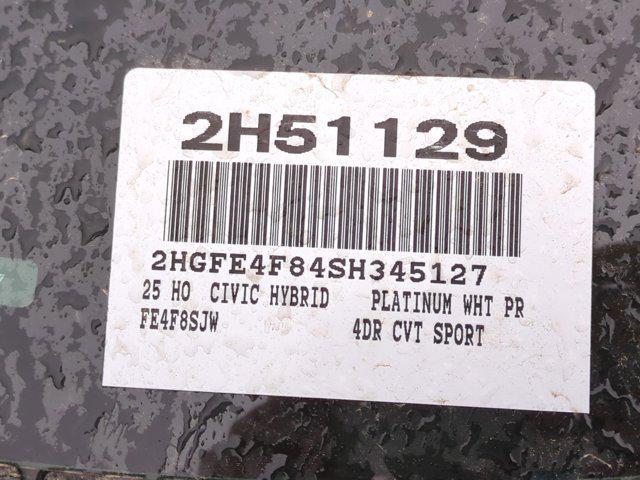 2H51129
2HGFE4F84SH345127
25 HO CIVIC HYBRID PLATINUM WHT PR
FE4F8SJW 4DR CVT SPORT